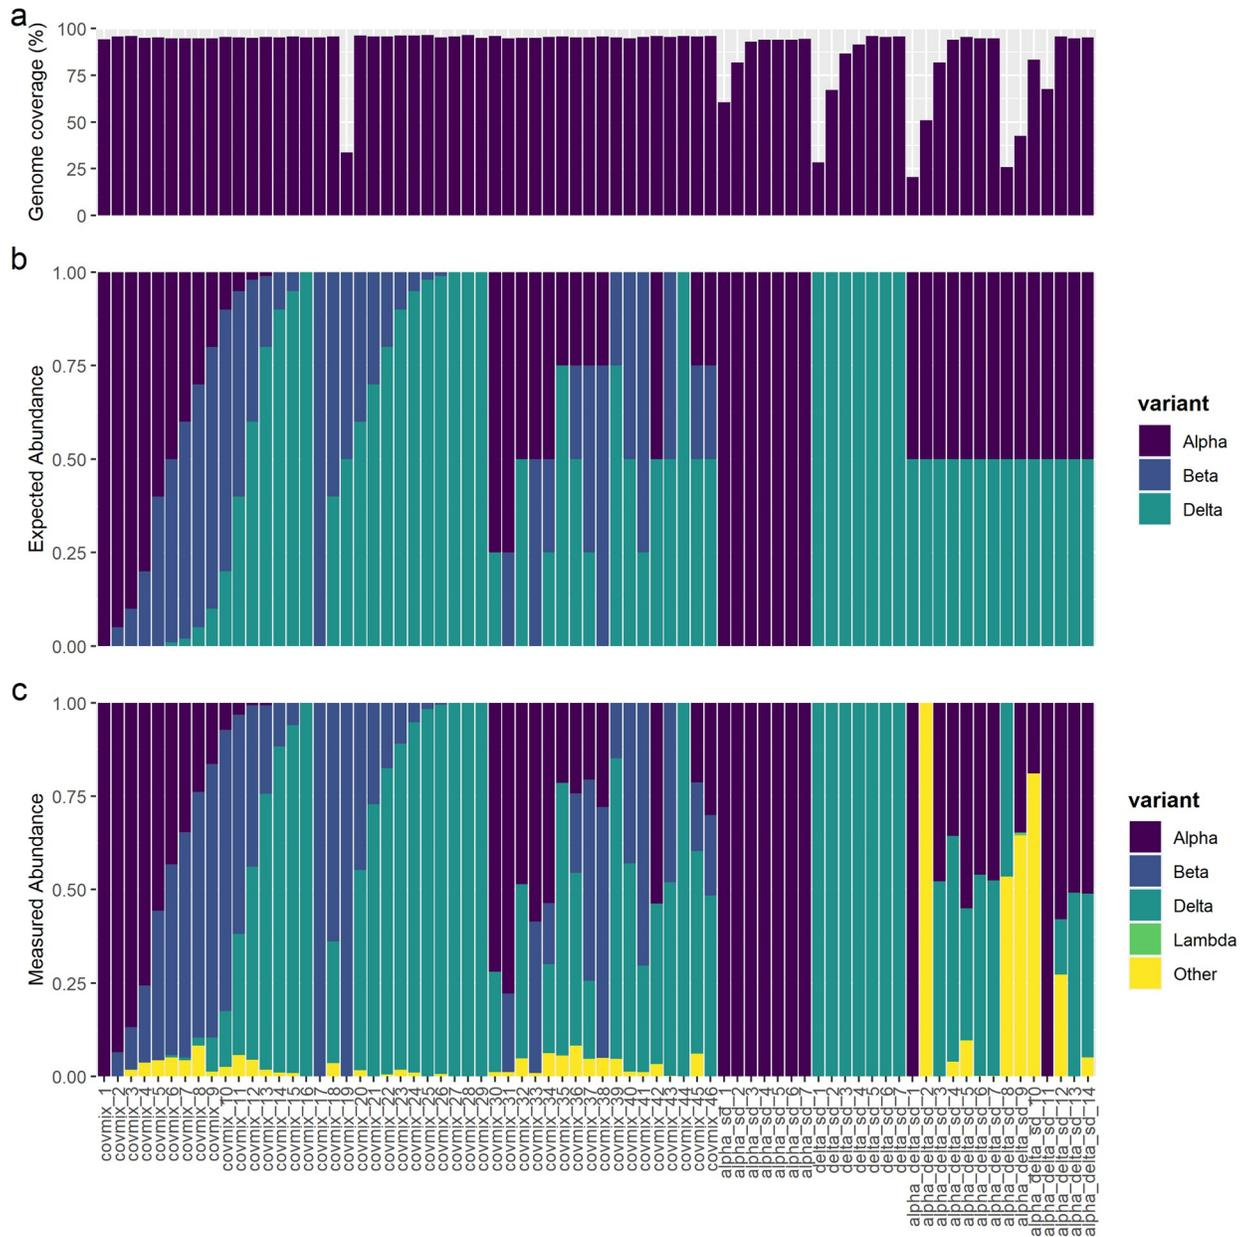 a
Genome coverage (%)
100
75
50
25
0
b
Expected Abundance
1.00
0.75
0.50
0.25
0.00
variant
Alpha
Beta
Delta
c
Measured Abundance
1.00
0.75
0.50
0.25
0.00
variant
Alpha
Beta
Delta
Lambda
Other
covmix_1
covmix_2
covmix_3
covmix_4
covmix_5
covmix_6
covmix_7
covmix_8
covmix_9
covmix_10
covmix_11
covmix_12
covmix_13
covmix_14
covmix_15
covmix_16
covmix_17
covmix_18
covmix_19
covmix_20
covmix_21
covmix_22
covmix_23
covmix_24
covmix_25
covmix_26
covmix_27
covmix_28
covmix_29
covmix_30
covmix_31
covmix_32
covmix_33
covmix_34
covmix_35
covmix_36
covmix_37
covmix_38
covmix_39
covmix_40
covmix_41
covmix_42
covmix_43
covmix_44
covmix_45
covmix_46
alpha_sd_1
alpha_sd_2
alpha_sd_3
alpha_sd_4
alpha_sd_5
alpha_sd_6
alpha_sd_7
delta_sd_1
delta_sd_2
delta_sd_3
delta_sd_4
delta_sd_5
delta_sd_6
delta_sd_7
alpha_delta_sd_1
alpha_delta_sd_2
alpha_delta_sd_3
alpha_delta_sd_4
alpha_delta_sd_5
alpha_delta_sd_6
alpha_delta_sd_7
alpha_delta_sd_8
alpha_delta_sd_9
alpha_delta_sd_10
alpha_delta_sd_11
alpha_delta_sd_12
alpha_delta_sd_13
alpha_delta_sd_14